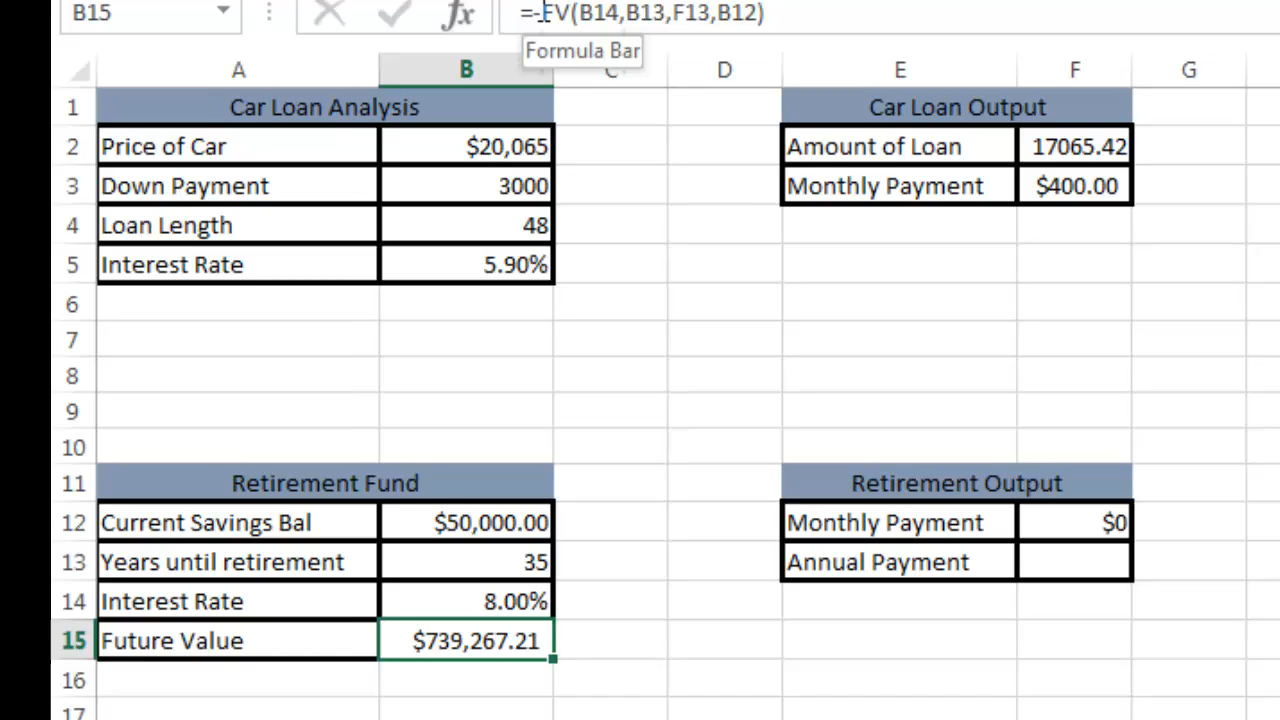 B15 fx =-FV(B14,B13,F13,B12)
Formula Bar
A B C D E F G
1 Car Loan Analysis Car Loan Output
2 Price of Car $20,065 Amount of Loan 17065.42
3 Down Payment 3000 Monthly Payment $400.00
4 Loan Length 48
5 Interest Rate 5.90%
6
7
8
9
10
11 Retirement Fund Retirement Output
12 Current Savings Bal $50,000.00 Monthly Payment $0
13 Years until retirement 35 Annual Payment
14 Interest Rate 8.00%
15 Future Value $739,267.21
16
17